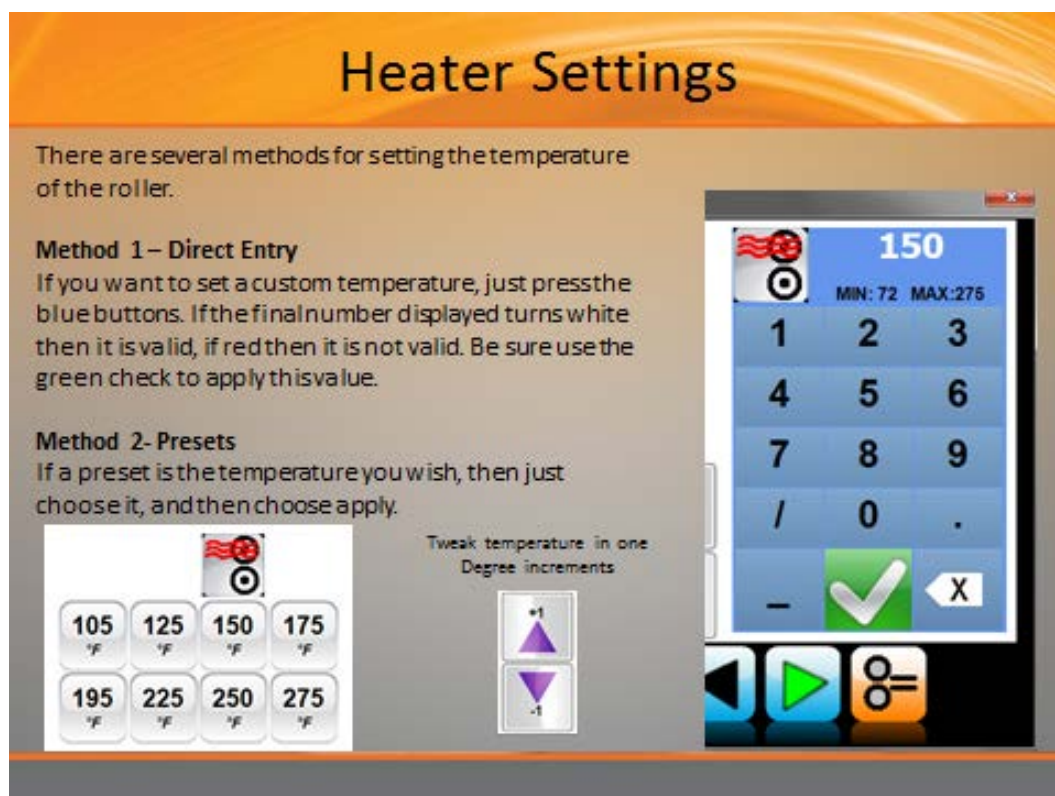 Heater Settings
There are several methods for setting the temperature
of the roller.
Method 1 – Direct Entry
If you want to set a custom temperature, just press the
blue buttons. If the final number displayed turns white
then it is valid, if red then it is not valid. Be sure use the
green check to apply this value.
Method 2- Presets
If a preset is the temperature you wish, then just
choose it, and then choose apply.
105 125 150 175
°F °F °F °F
195 225 250 275
°F °F °F °F
Tweak temperature in one
Degree increments
+1
-1
150
MIN: 72 MAX:275
1 2 3
4 5 6
7 8 9
/ 0 .
_ X